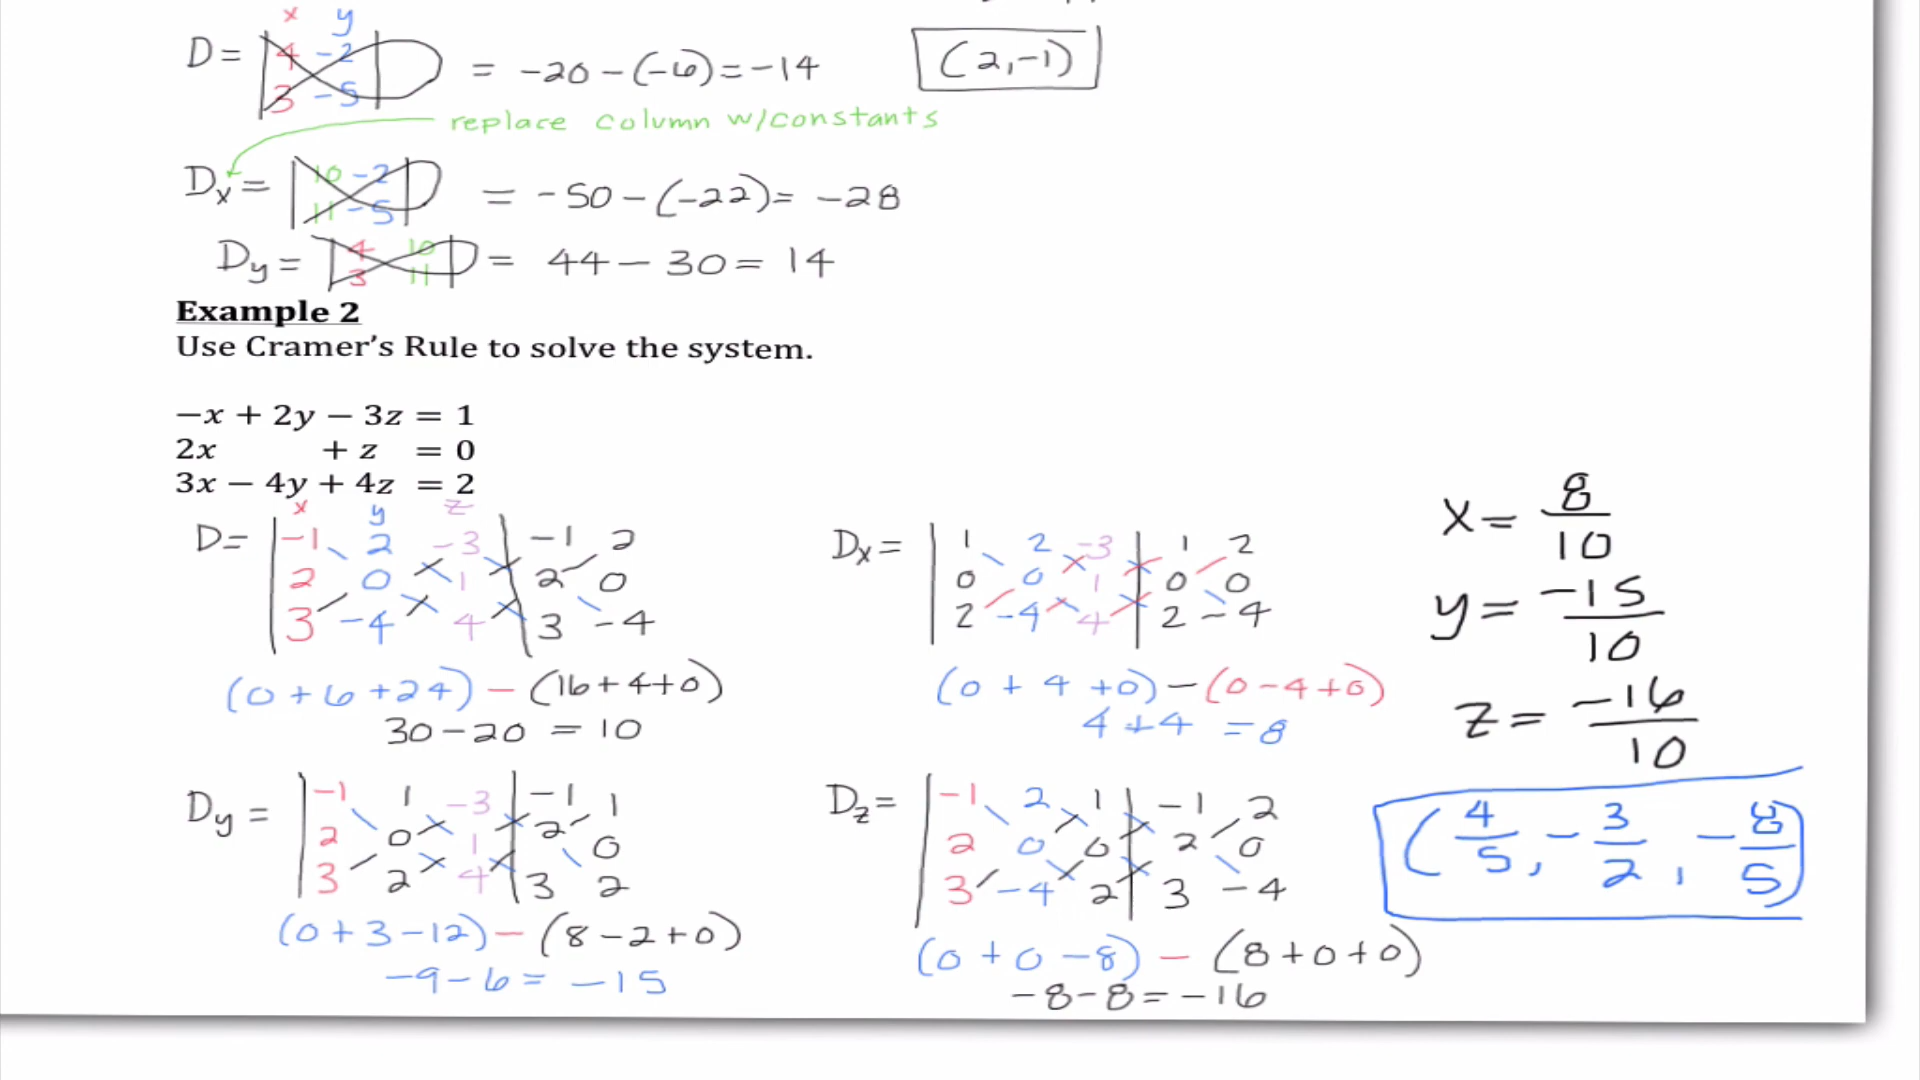 x y
D = | 4 -2 | = -20 - (-6) = -14
| 3 -5 |
(2, -1)
replace column w/constants
Dx = | 10 -2 | = -50 - (-22) = -28
| 11 -5 |
Dy = | 4 10 | = 44 - 30 = 14
| 3 11 |
Example 2
Use Cramer's Rule to solve the system.
−x + 2y − 3z = 1
2x + z = 0
3x − 4y + 4z = 2
x y z
D = | -1 2 -3 | -1 2
| 2 0 1 | 2 0
| 3 -4 4 | 3 -4
(0 + 6 + 24) - (16 + 4 + 0)
30 - 20 = 10
Dx = | 1 2 -3 | 1 2
| 0 0 1 | 0 0
| 2 -4 4 | 2 -4
(0 + 4 + 0) - (0 - 4 + 0)
4 + 4 = 8
Dy = | -1 1 -3 | -1 1
| 2 0 1 | 2 0
| 3 2 4 | 3 2
(0 + 3 - 12) - (8 - 2 + 0)
-9 - 6 = -15
Dz = | -1 2 1 | -1 2
| 2 0 0 | 2 0
| 3 -4 2 | 3 -4
(0 + 0 - 8) - (8 + 0 + 0)
-8 - 8 = -16
x = 8/10
y = -15/10
z = -16/10
(4/5, -3/2, -8/5)